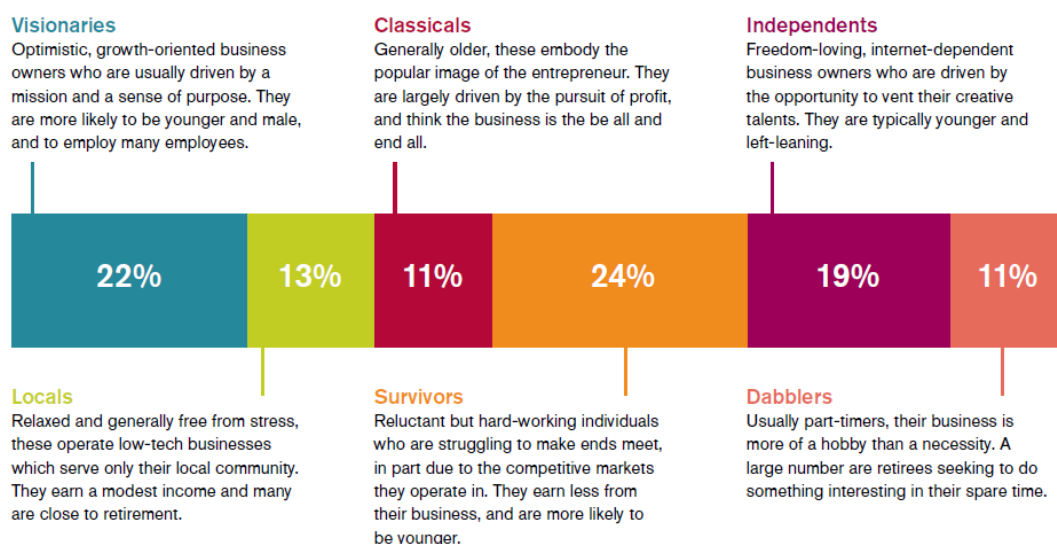 Visionaries
Optimistic, growth-oriented business
owners who are usually driven by a
mission and a sense of purpose. They
are more likely to be younger and male,
and to employ many employees.
Classicals
Generally older, these embody the
popular image of the entrepreneur. They
are largely driven by the pursuit of profit,
and think the business is the be all and
end all.
Independents
Freedom-loving, internet-dependent
business owners who are driven by
the opportunity to vent their creative
talents. They are typically younger and
left-leaning.
22%
13%
11%
24%
19%
11%
Locals
Relaxed and generally free from stress,
these operate low-tech businesses
which serve only their local community.
They earn a modest income and many
are close to retirement.
Survivors
Reluctant but hard-working individuals
who are struggling to make ends meet,
in part due to the competitive markets
they operate in. They earn less from
their business, and are more likely to
be younger.
Dabblers
Usually part-timers, their business is
more of a hobby than a necessity. A
large number are retirees seeking to do
something interesting in their spare time.